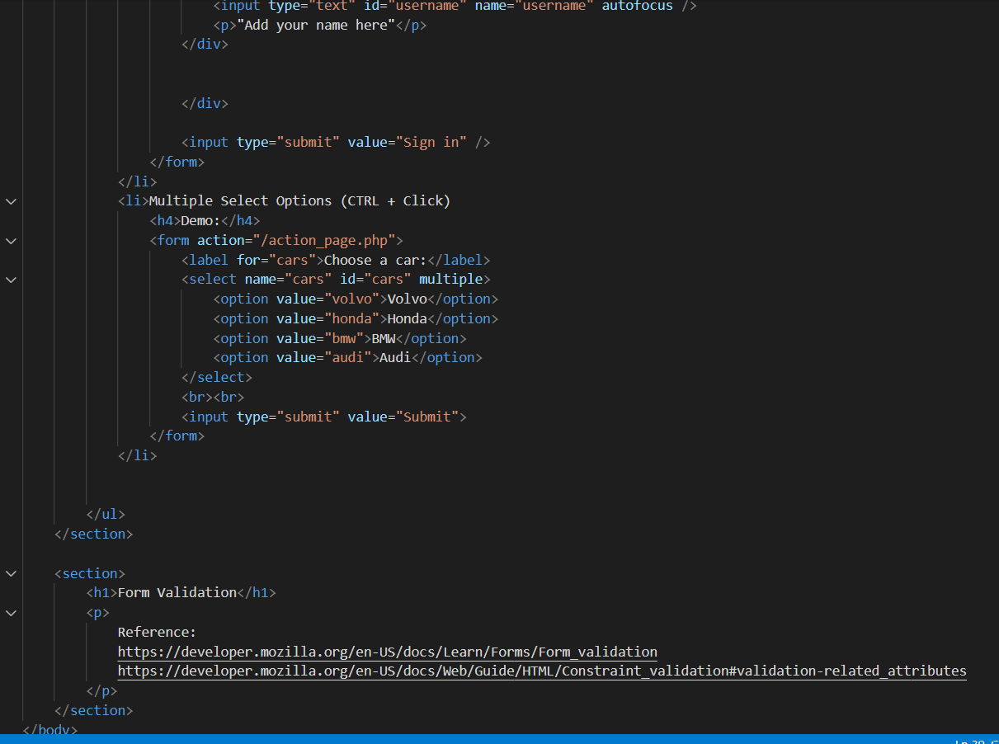 <input type="text" id="username" name="username" autofocus />
<p>"Add your name here"</p>
</div>
</div>
<input type="submit" value="Sign in" />
</form>
</li>
<li>Multiple Select Options (CTRL + Click)
<h4>Demo:</h4>
<form action="/action_page.php">
<label for="cars">Choose a car:</label>
<select name="cars" id="cars" multiple>
<option value="volvo">Volvo</option>
<option value="honda">Honda</option>
<option value="bmw">BMW</option>
<option value="audi">Audi</option>
</select>
<br><br>
<input type="submit" value="Submit">
</form>
</li>
</ul>
</section>
<section>
<h1>Form Validation</h1>
<p>
Reference:
https://developer.mozilla.org/en-US/docs/Learn/Forms/Form_validation
https://developer.mozilla.org/en-US/docs/Web/Guide/HTML/Constraint_validation#validation-related_attributes
</p>
</section>
</body>